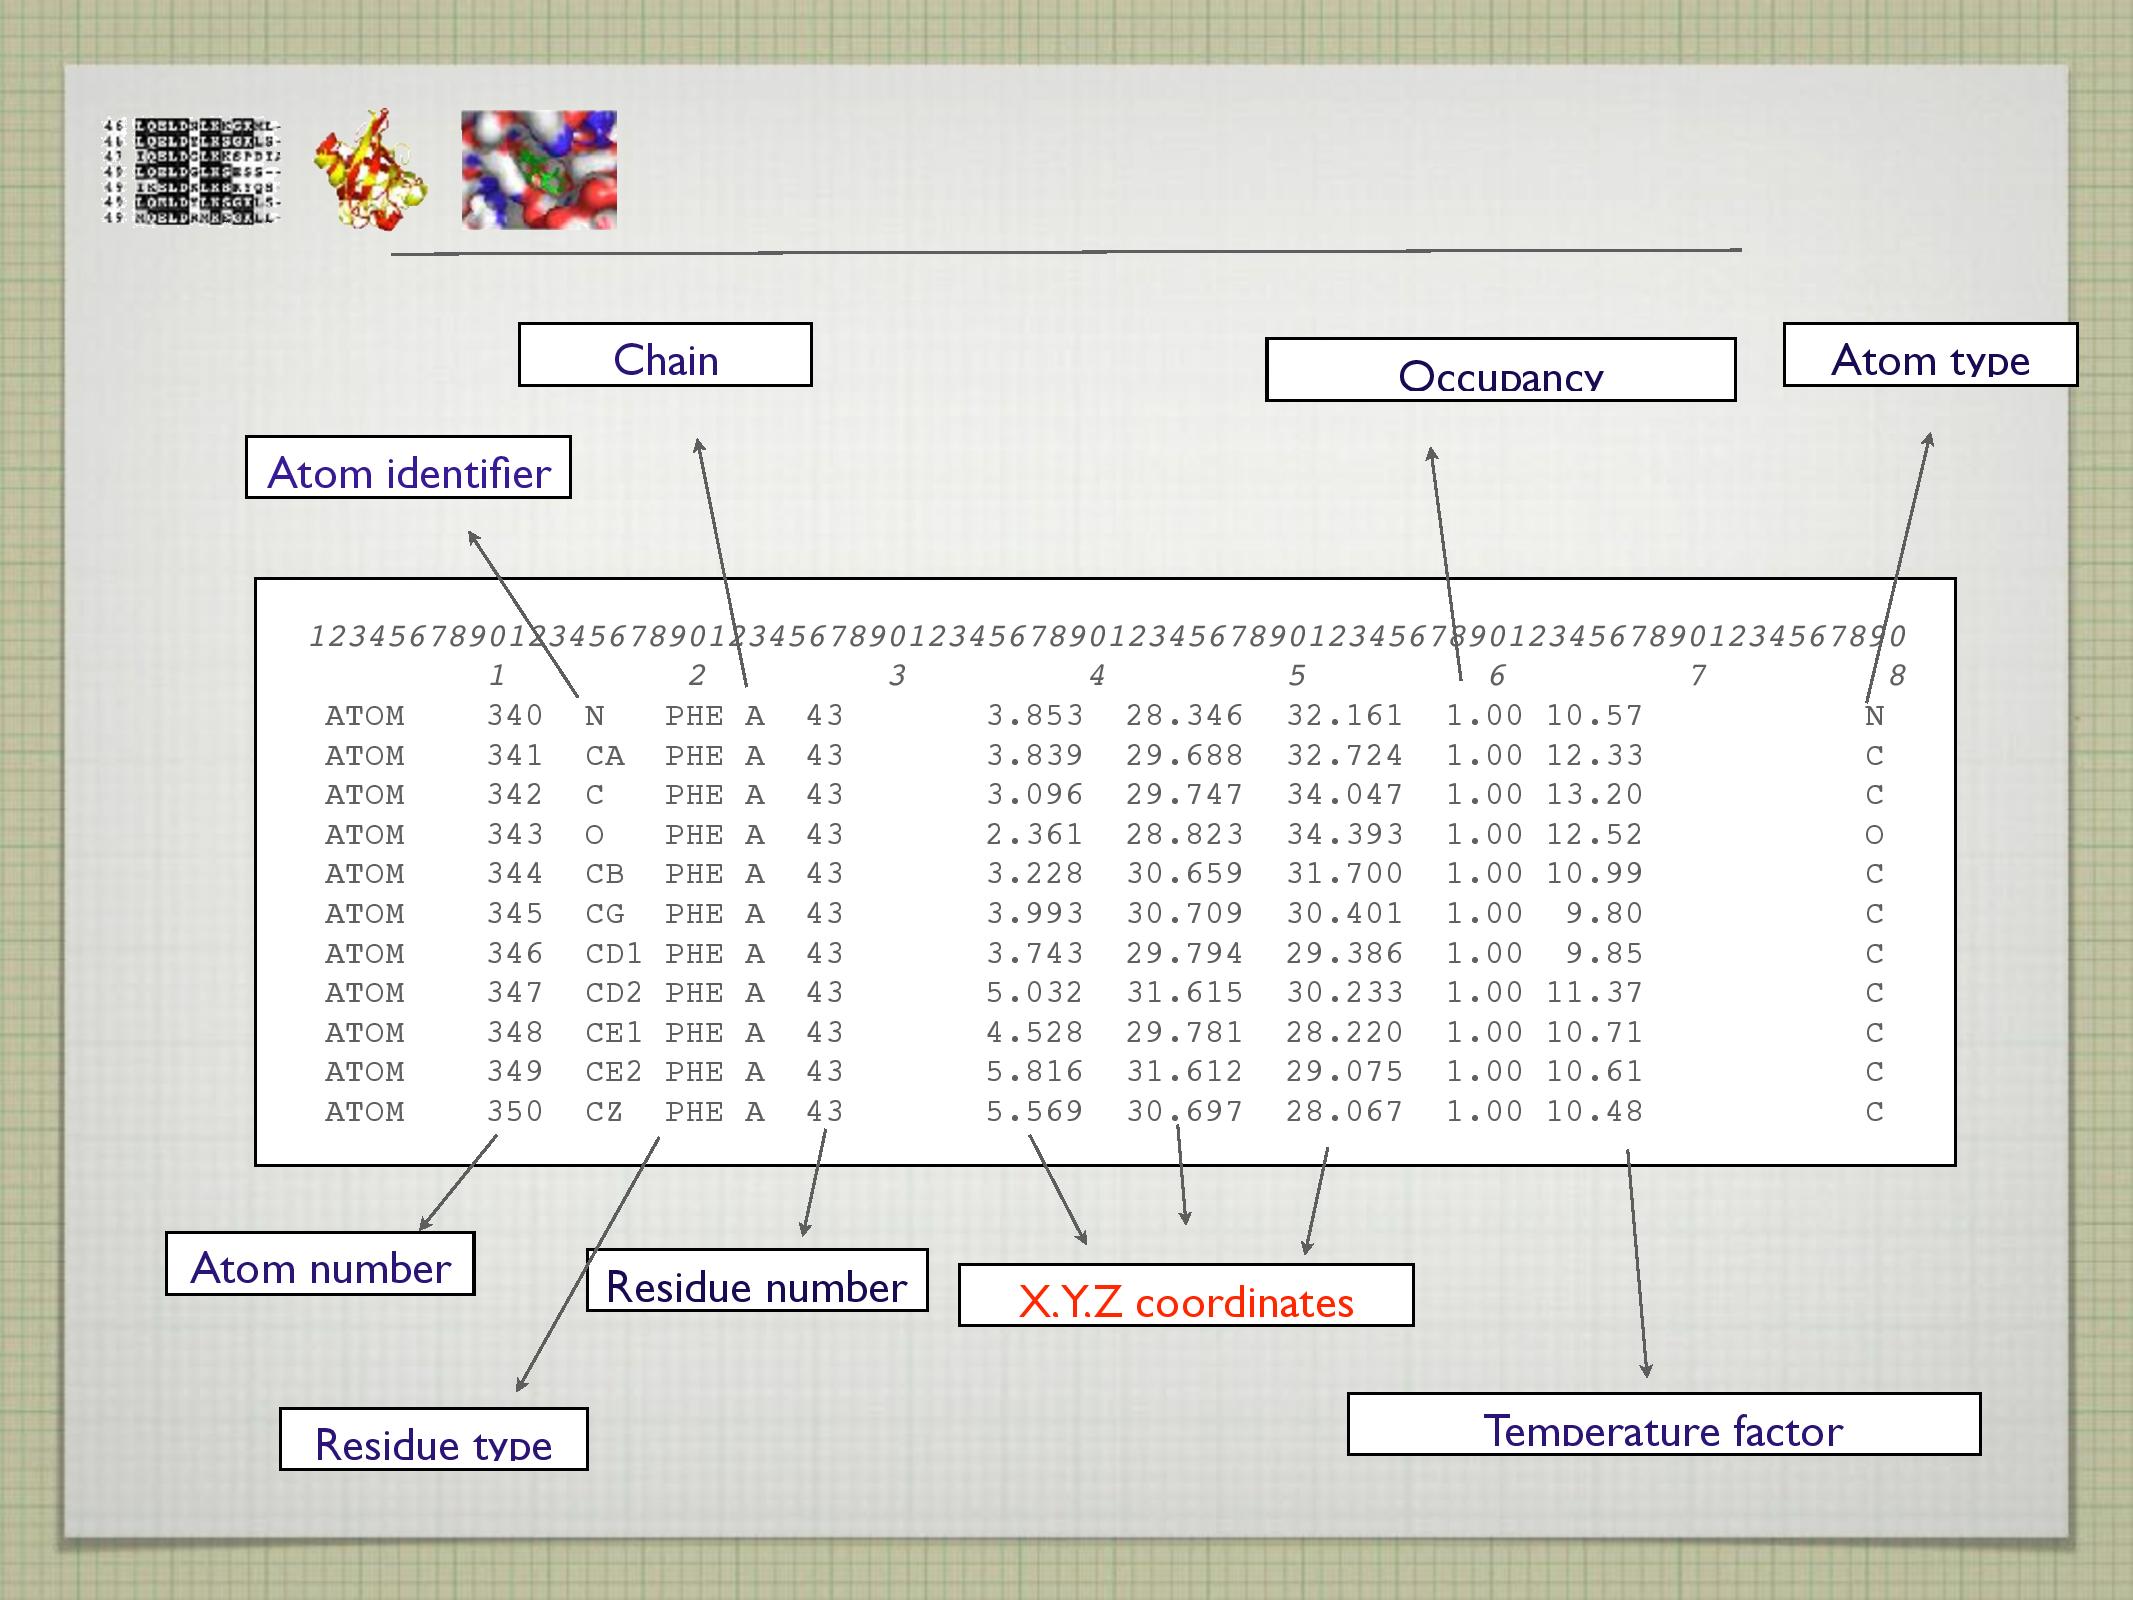 Chain
Occupancy
Atom type
Atom identifier
12345678901234567890123456789012345678901234567890123456789012345678901234567890
1 2 3 4 5 6 7 8
ATOM 340 N PHE A 43 3.853 28.346 32.161 1.00 10.57 N
ATOM 341 CA PHE A 43 3.839 29.688 32.724 1.00 12.33 C
ATOM 342 C PHE A 43 3.096 29.747 34.047 1.00 13.20 C
ATOM 343 O PHE A 43 2.361 28.823 34.393 1.00 12.52 O
ATOM 344 CB PHE A 43 3.228 30.659 31.700 1.00 10.99 C
ATOM 345 CG PHE A 43 3.993 30.709 30.401 1.00 9.80 C
ATOM 346 CD1 PHE A 43 3.743 29.794 29.386 1.00 9.85 C
ATOM 347 CD2 PHE A 43 5.032 31.615 30.233 1.00 11.37 C
ATOM 348 CE1 PHE A 43 4.528 29.781 28.220 1.00 10.71 C
ATOM 349 CE2 PHE A 43 5.816 31.612 29.075 1.00 10.61 C
ATOM 350 CZ PHE A 43 5.569 30.697 28.067 1.00 10.48 C
Atom number
Residue number
X.Y.Z coordinates
Residue type
Temperature factor